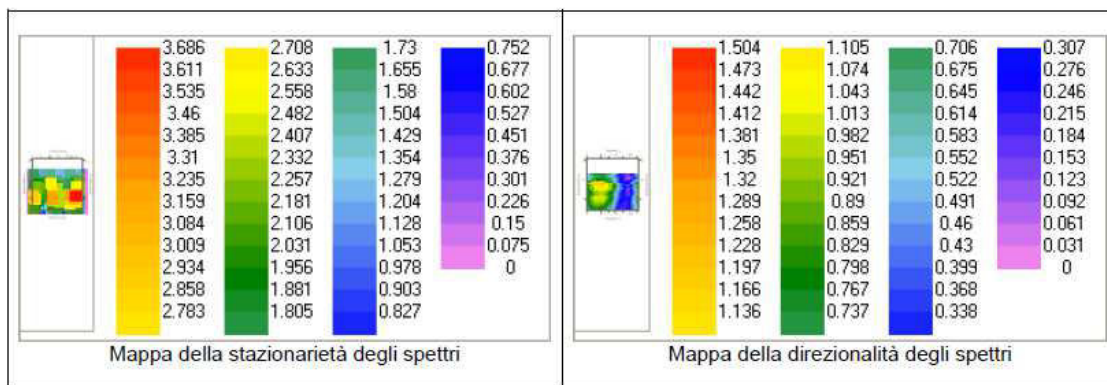 3.686 2.708 1.73 0.752
3.611 2.633 1.655 0.677
3.535 2.558 1.58 0.602
3.46 2.482 1.504 0.527
3.385 2.407 1.429 0.451
3.31 2.332 1.354 0.376
3.235 2.257 1.279 0.301
3.159 2.181 1.204 0.226
3.084 2.106 1.128 0.15
3.009 2.031 1.053 0.075
2.934 1.956 0.978 0
2.858 1.881 0.903
2.783 1.805 0.827
Mappa della stazionarietà degli spettri
1.504 1.105 0.706 0.307
1.473 1.074 0.675 0.276
1.442 1.043 0.645 0.246
1.412 1.013 0.614 0.215
1.381 0.982 0.583 0.184
1.35 0.951 0.552 0.153
1.32 0.921 0.522 0.123
1.289 0.89 0.491 0.092
1.258 0.859 0.46 0.061
1.228 0.829 0.43 0.031
1.197 0.798 0.399 0
1.166 0.767 0.368
1.136 0.737 0.338
Mappa della direzionalità degli spettri